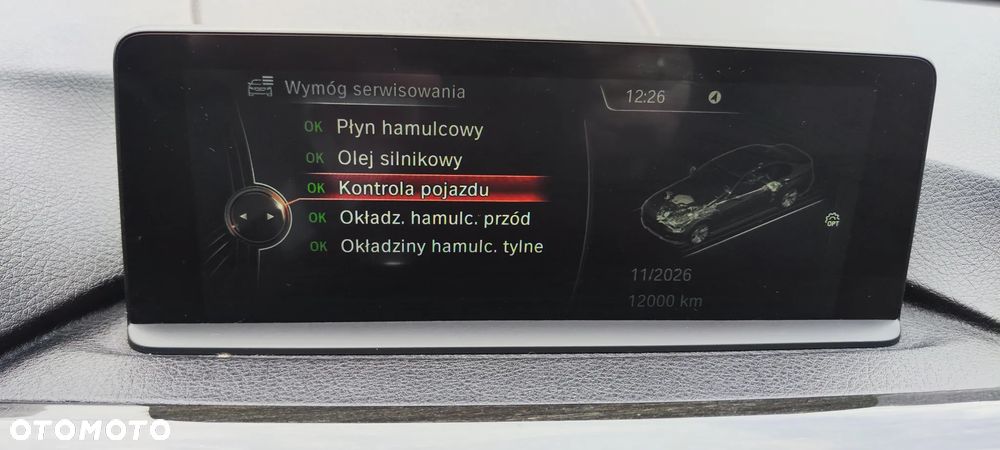 Wymóg serwisowania
12:26
OK Płyn hamulcowy
OK Olej silnikowy
OK Kontrola pojazdu
OK Okładz. hamulc. przód
OK Okładziny hamulc. tylne
OPT
11/2026
12000 km
OTOMOTO